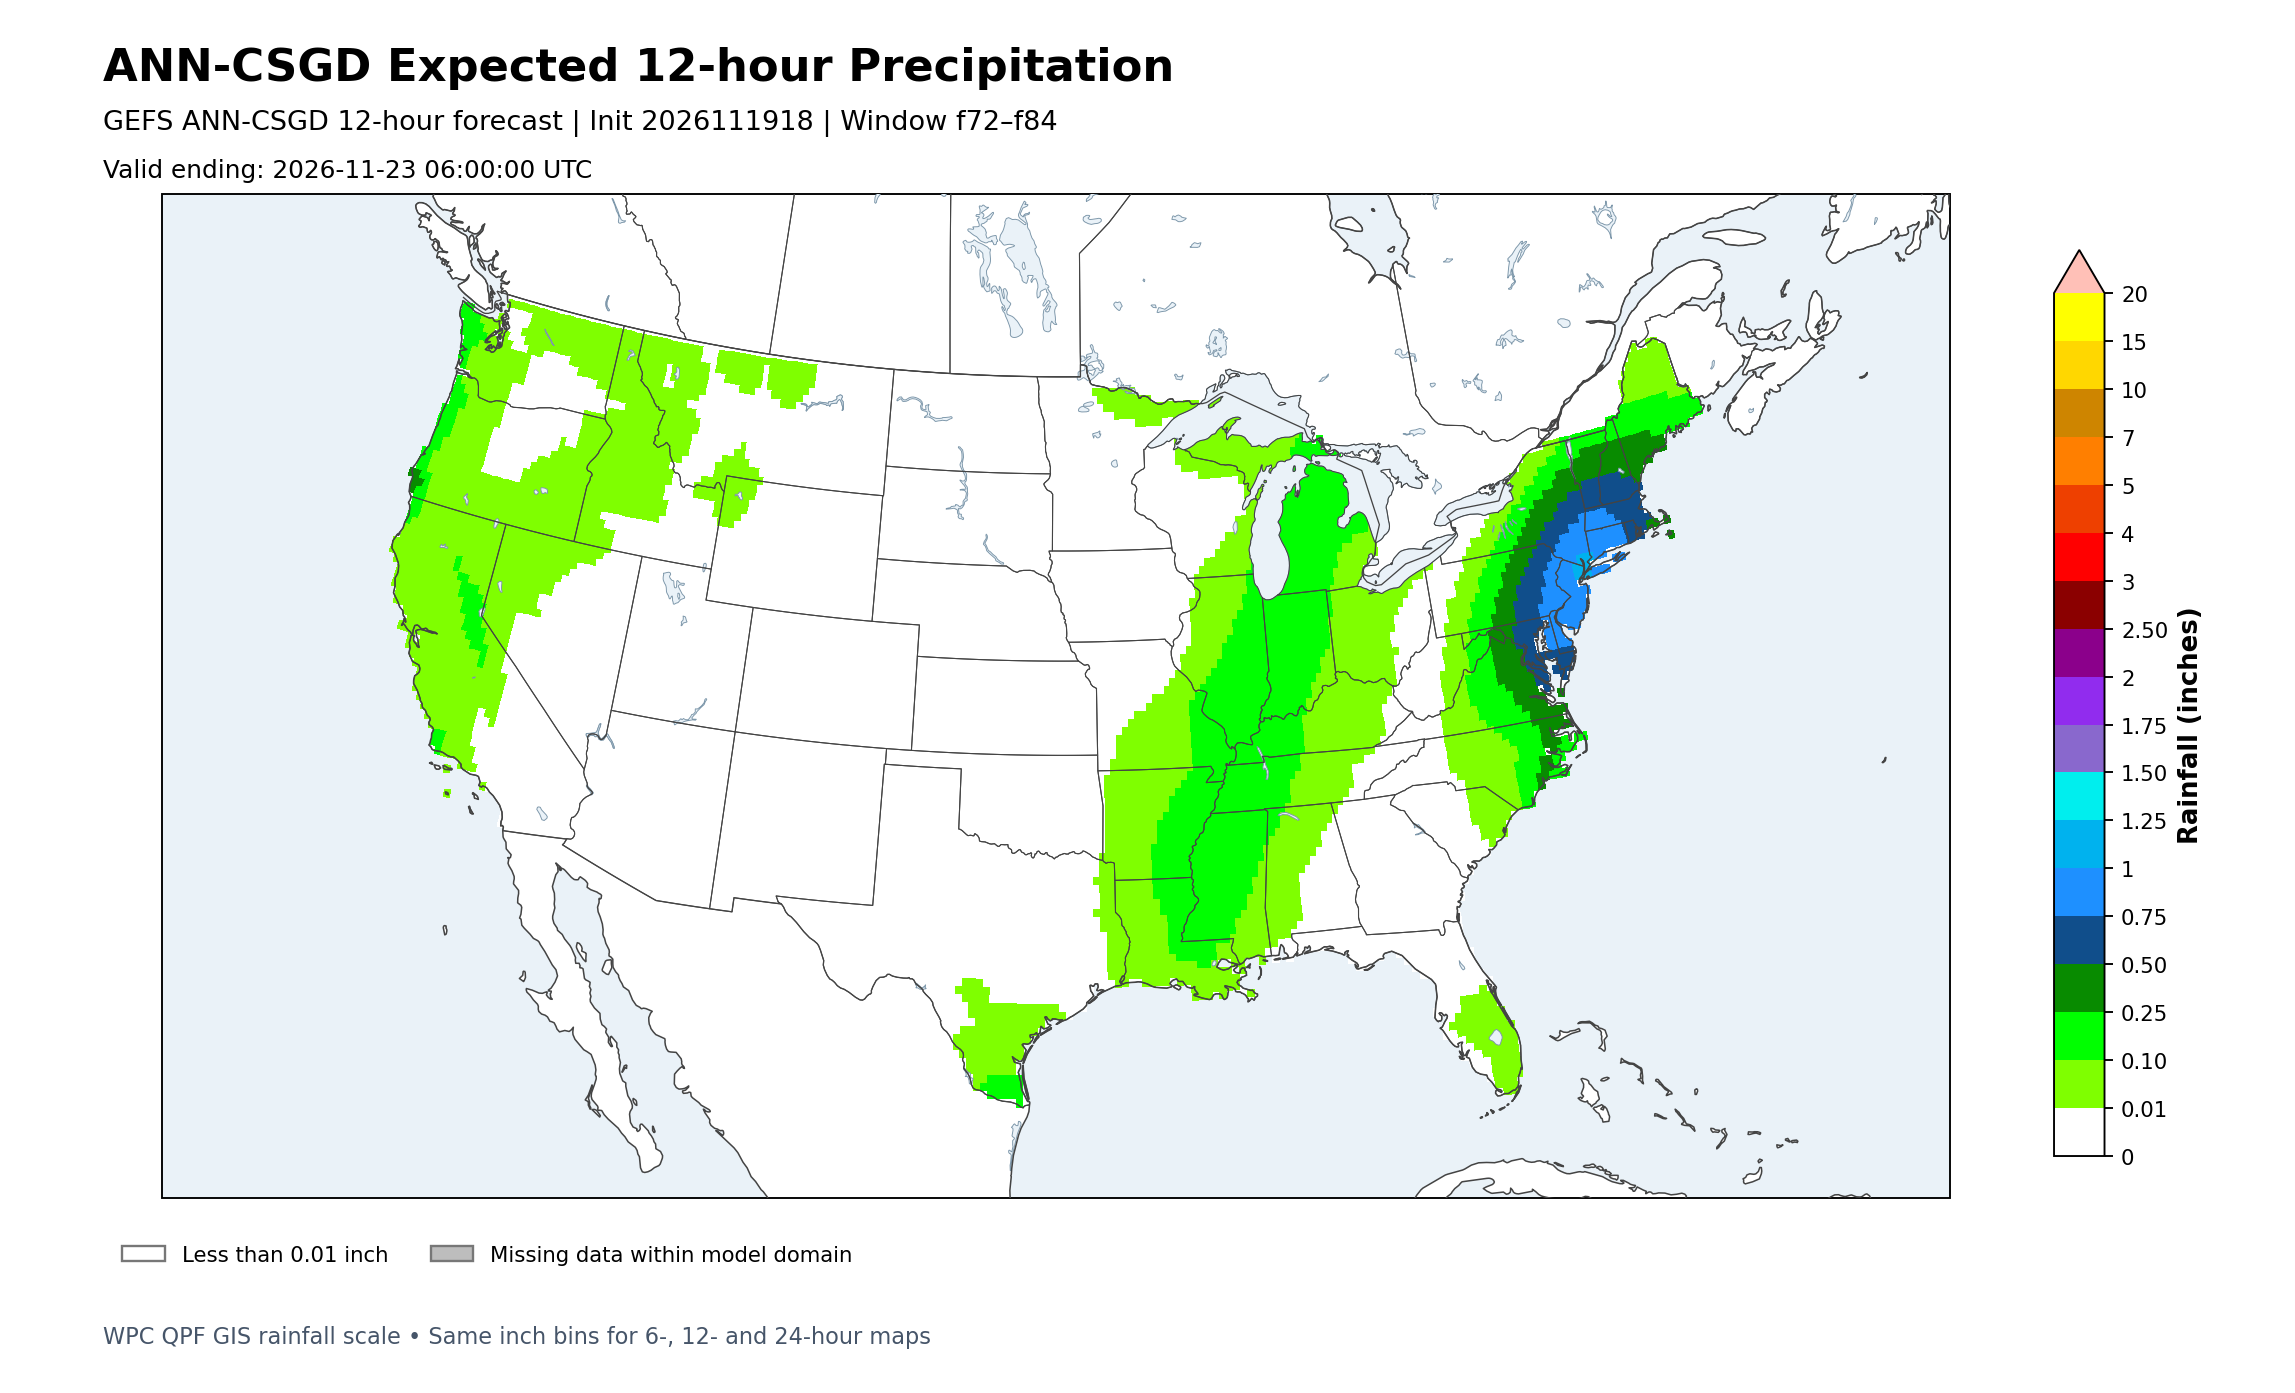 ANN-CSGD Expected 12-hour Precipitation
GEFS ANN-CSGD 12-hour forecast | Init 2026111918 | Window f72–f84
Valid ending: 2026-11-23 06:00:00 UTC
20
15
10
7
5
4
3
2.50
2
1.75
1.50
1.25
1
0.75
0.50
0.25
0.10
0.01
0
Rainfall (inches)
Less than 0.01 inch
Missing data within model domain
WPC QPF GIS rainfall scale • Same inch bins for 6-, 12- and 24-hour maps